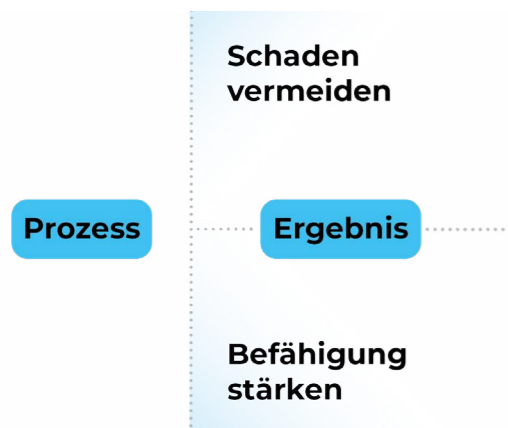 Schaden
vermeiden
Prozess
Ergebnis
Befähigung
stärken